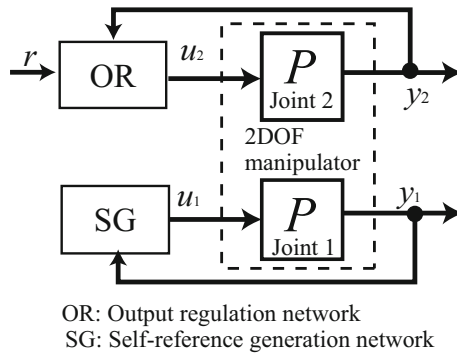 r
OR
u2
P
Joint 2
y2
2DOF
manipulator
SG
u1
P
Joint 1
y1
OR: Output regulation network
SG: Self-reference generation network